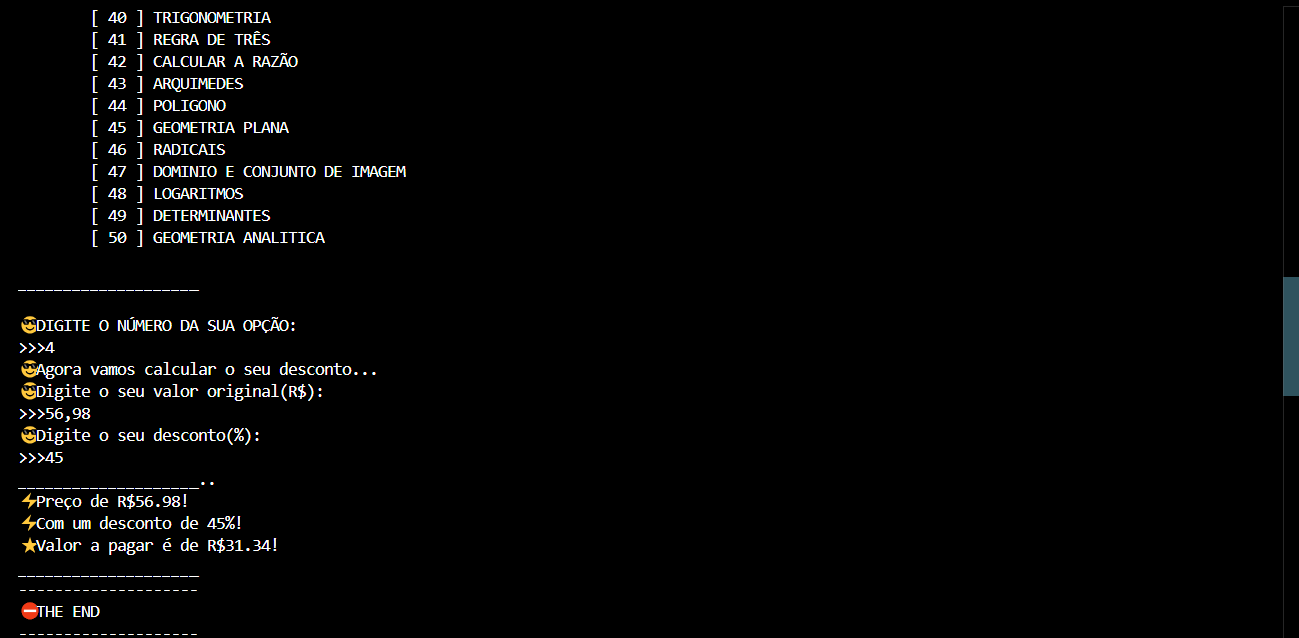 [ 40 ] TRIGONOMETRIA
[ 41 ] REGRA DE TRÊS
[ 42 ] CALCULAR A RAZÃO
[ 43 ] ARQUIMEDES
[ 44 ] POLIGONO
[ 45 ] GEOMETRIA PLANA
[ 46 ] RADICAIS
[ 47 ] DOMINIO E CONJUNTO DE IMAGEM
[ 48 ] LOGARITMOS
[ 49 ] DETERMINANTES
[ 50 ] GEOMETRIA ANALITICA
____________________
🤓DIGITE O NÚMERO DA SUA OPÇÃO:
>>>4
🤓Agora vamos calcular o seu desconto...
🤓Digite o seu valor original(R$):
>>>56,98
🤓Digite o seu desconto(%):
>>>45
____________________..
⚡Preço de R$56.98!
⚡Com um desconto de 45%!
⭐Valor a pagar é de R$31.34!
____________________
--------------------
⛔THE END
--------------------